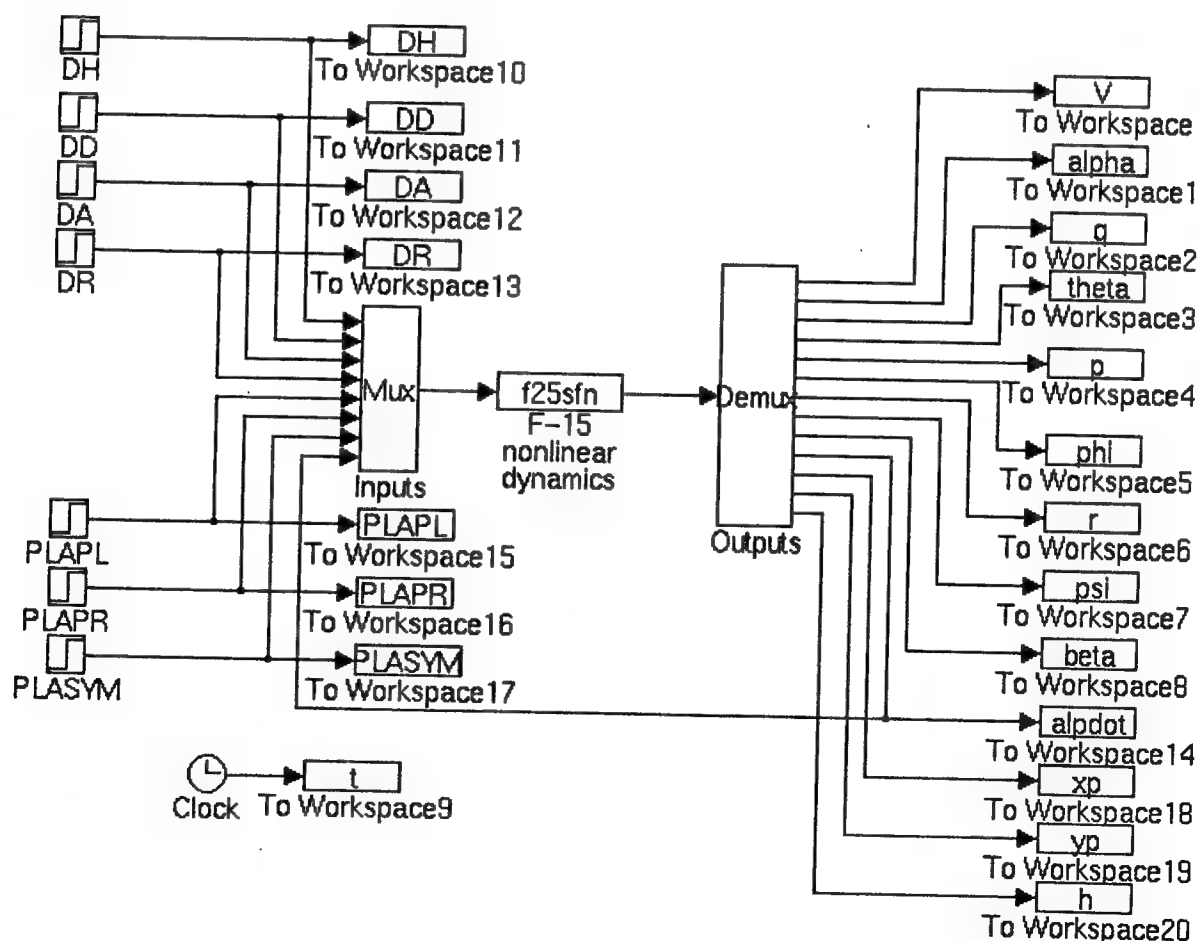 DH
DH
To Workspace10
DD
DD
To Workspace11
DA
DA
To Workspace12
DR
DR
To Workspace13
Mux
Inputs
f25sfn
F-15
nonlinear
dynamics
Demux
Outputs
V
To Workspace
alpha
To Workspace1
q
To Workspace2
theta
To Workspace3
p
To Workspace4
phi
To Workspace5
r
To Workspace6
psi
To Workspace7
beta
To Workspace8
alpdot
To Workspace14
xp
To Workspace18
yp
To Workspace19
h
To Workspace20
PLAPL
PLAPL
To Workspace15
PLAPR
PLAPR
To Workspace16
PLASYM
PLASYM
To Workspace17
Clock
t
To Workspace9